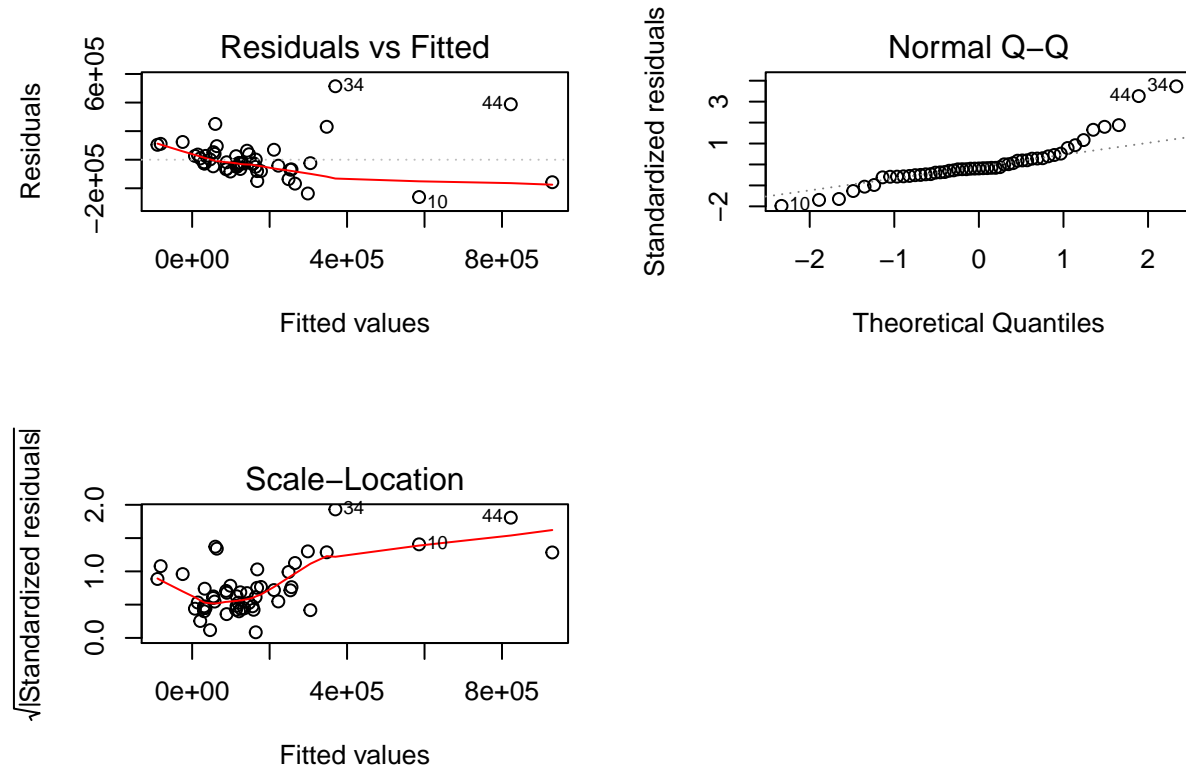 Residuals vs Fitted
Residuals
6e+05
2e+05
−2e+05
34
44
10
0e+00 4e+05 8e+05
Fitted values
Normal Q−Q
Standardized residuals
3
1
−2
44 34
10
−2 −1 0 1 2
Theoretical Quantiles
Scale−Location
√|Standardized residuals|
2.0
1.0
0.0
34
44
10
0e+00 4e+05 8e+05
Fitted values